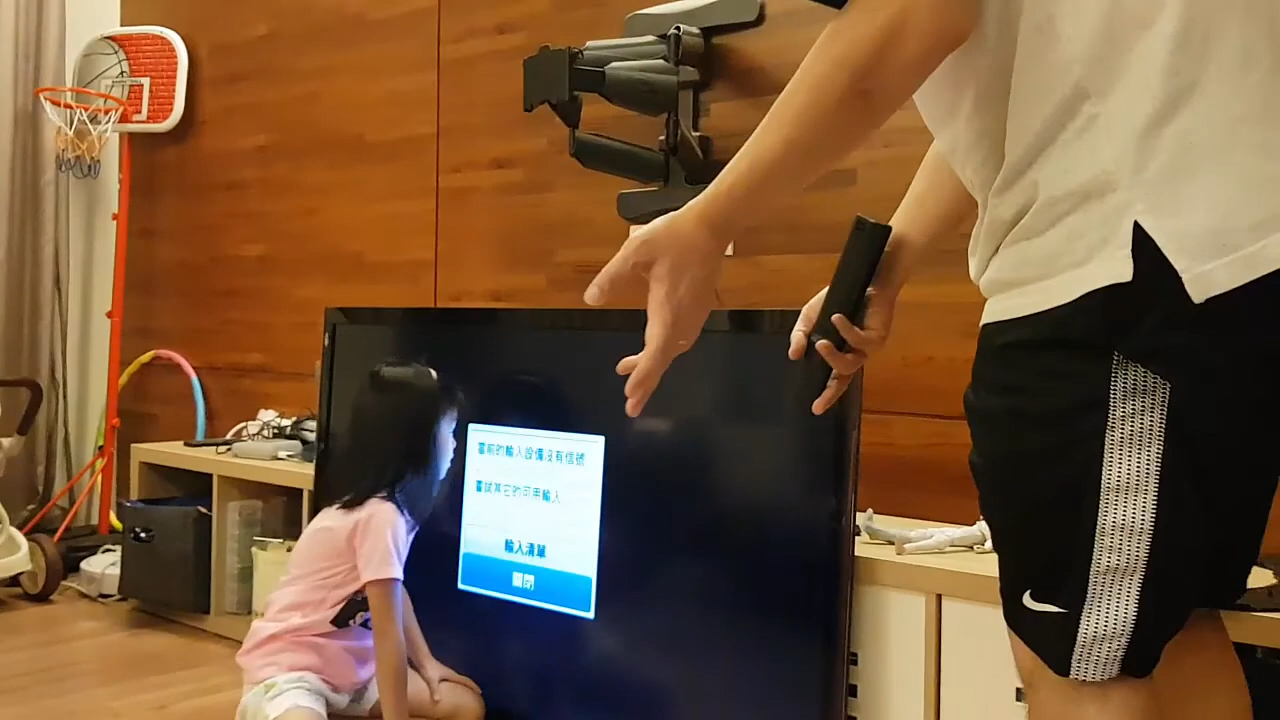 當前的輸入設備沒有信號
嘗試其它的可用輸入
輸入清單
關閉